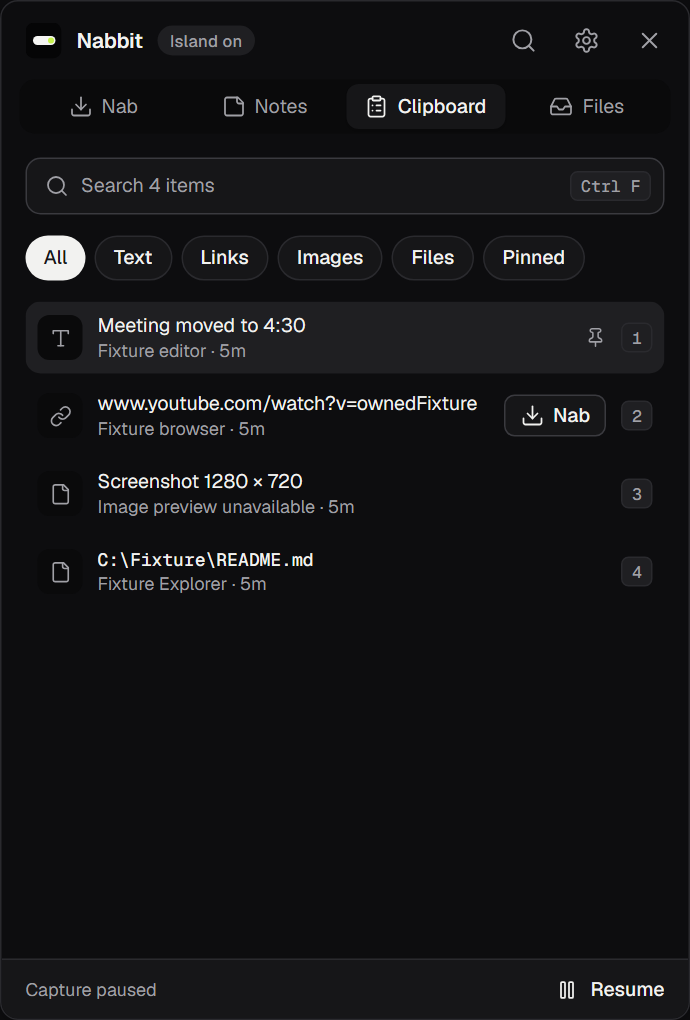 Nabbit
Island on
Nab
Notes
Clipboard
Files
Search 4 items
Ctrl F
All
Text
Links
Images
Files
Pinned
T
Meeting moved to 4:30
Fixture editor · 5m
1
www.youtube.com/watch?v=ownedFixture
Fixture browser · 5m
Nab
2
Screenshot 1280 × 720
Image preview unavailable · 5m
3
C:\Fixture\README.md
Fixture Explorer · 5m
4
Capture paused
Resume